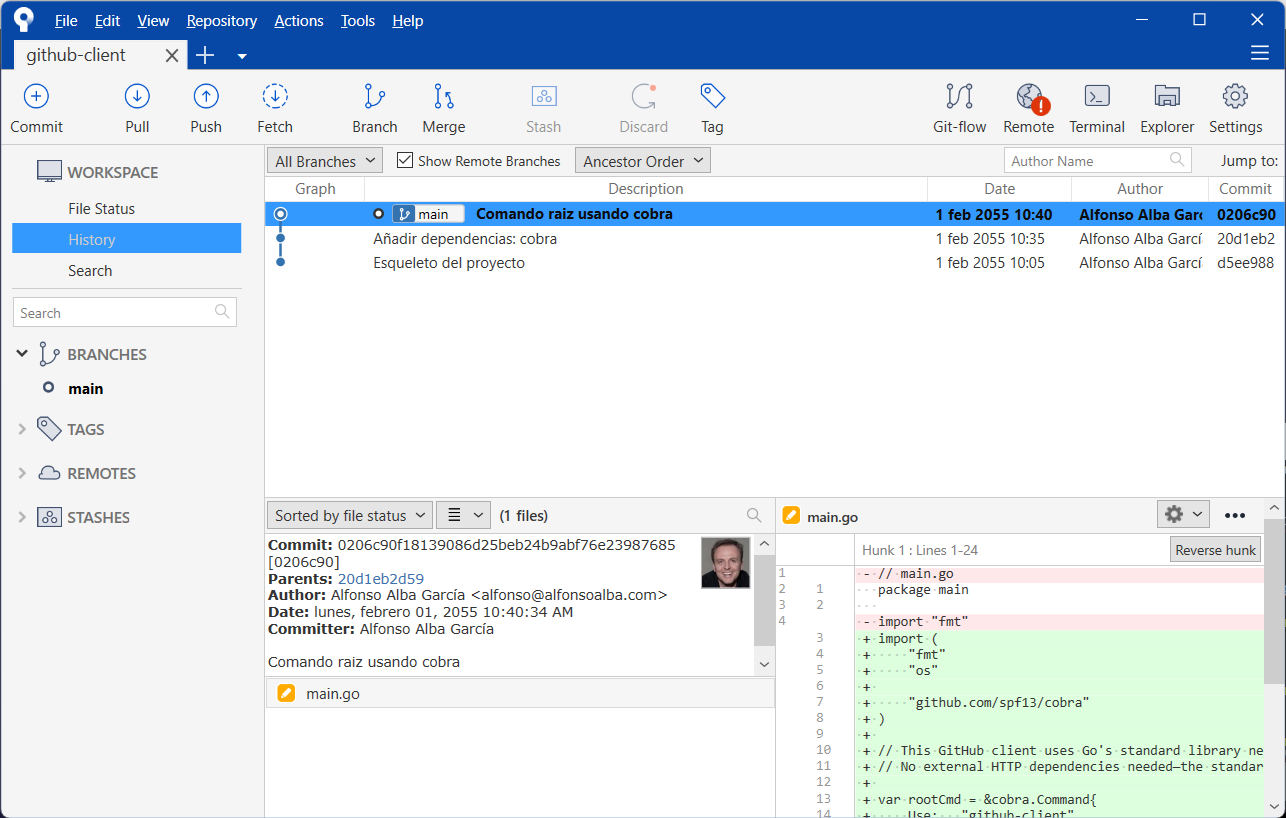 File Edit View Repository Actions Tools Help
github-client
Commit Pull Push Fetch Branch Merge Stash Discard Tag Git-flow Remote Terminal Explorer Settings
WORKSPACE
File Status
History
Search
Search
BRANCHES
main
TAGS
REMOTES
STASHES
All Branches Show Remote Branches Ancestor Order Author Name Jump to:
Graph Description Date Author Commit
main Comando raiz usando cobra 1 feb 2055 10:40 Alfonso Alba Garc 0206c90
Añadir dependencias: cobra 1 feb 2055 10:35 Alfonso Alba Garcí 20d1eb2
Esqueleto del proyecto 1 feb 2055 10:05 Alfonso Alba Garcí d5ee988
Sorted by file status (1 files)
Commit: 0206c90f18139086d25beb24b9abf76e23987685
[0206c90]
Parents: 20d1eb2d59
Author: Alfonso Alba García <alfonso@alfonsoalba.com>
Date: lunes, febrero 01, 2055 10:40:34 AM
Committer: Alfonso Alba García
Comando raiz usando cobra
main.go
main.go
Hunk 1 : Lines 1-24 Reverse hunk
1 - // main.go
2 1 package main
3 2
4 - import "fmt"
3 + import (
4 + "fmt"
5 + "os"
6 +
7 + "github.com/spf13/cobra"
8 + )
9 +
10 + // This GitHub client uses Go's standard library ne
11 + // No external HTTP dependencies needed—the standar
12 +
13 + var rootCmd = &cobra.Command{
14 + Use: "github-client"